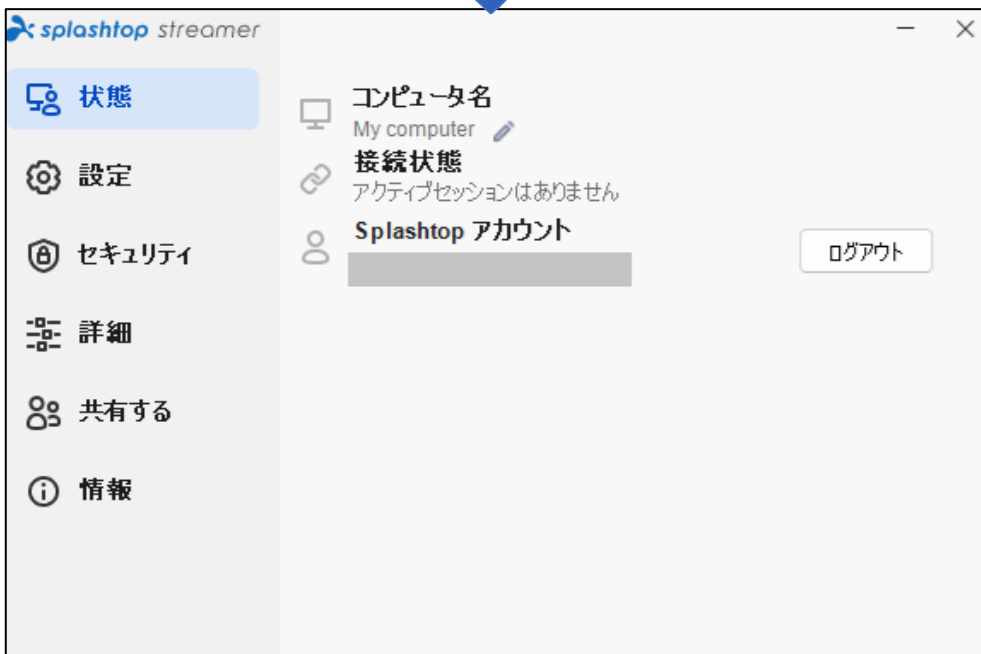 splashtop streamer
状態
設定
セキュリティ
詳細
共有する
情報
コンピュータ名
My computer
接続状態
アクティブセッションはありません
Splashtop アカウント
ログアウト